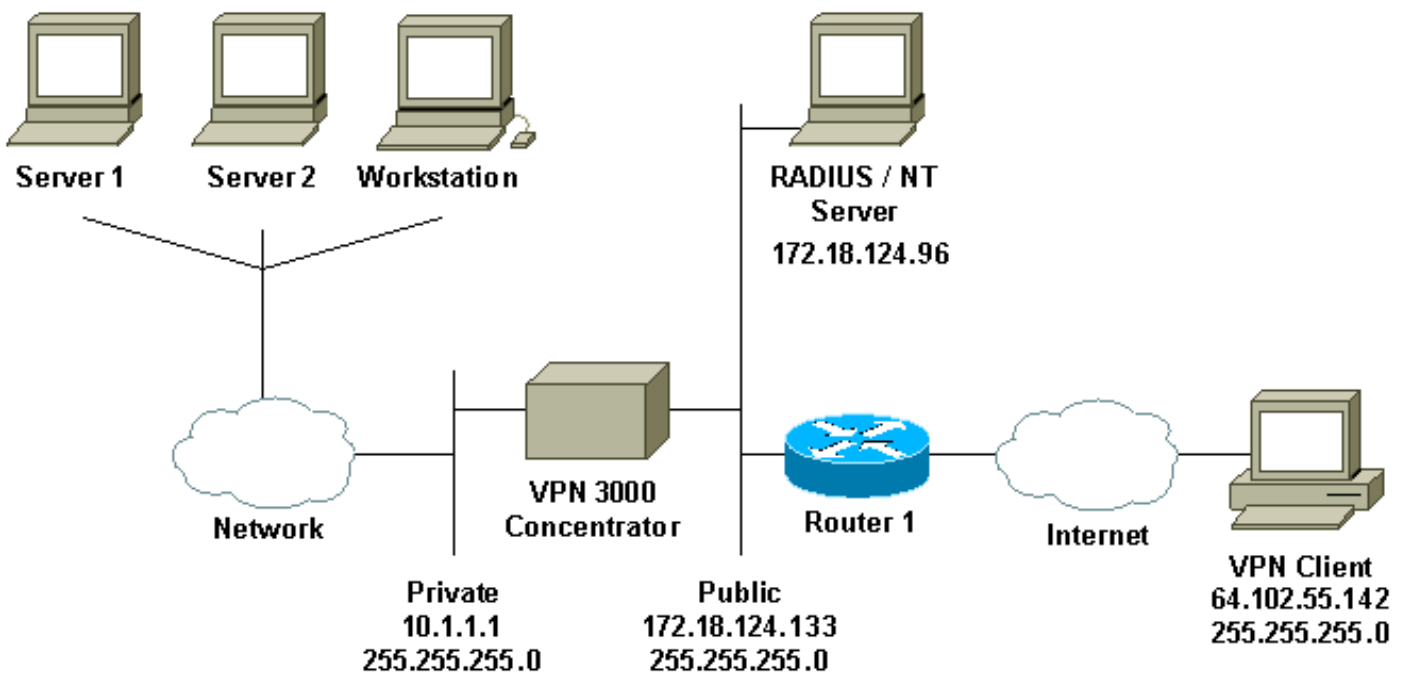 Server 1
Server 2
Workstation
RADIUS / NT
Server
172.18.124.96
Network
VPN 3000
Concentrator
Router 1
Internet
Private
10.1.1.1
255.255.255.0
Public
172.18.124.133
255.255.255.0
VPN Client
64.102.55.142
255.255.255.0